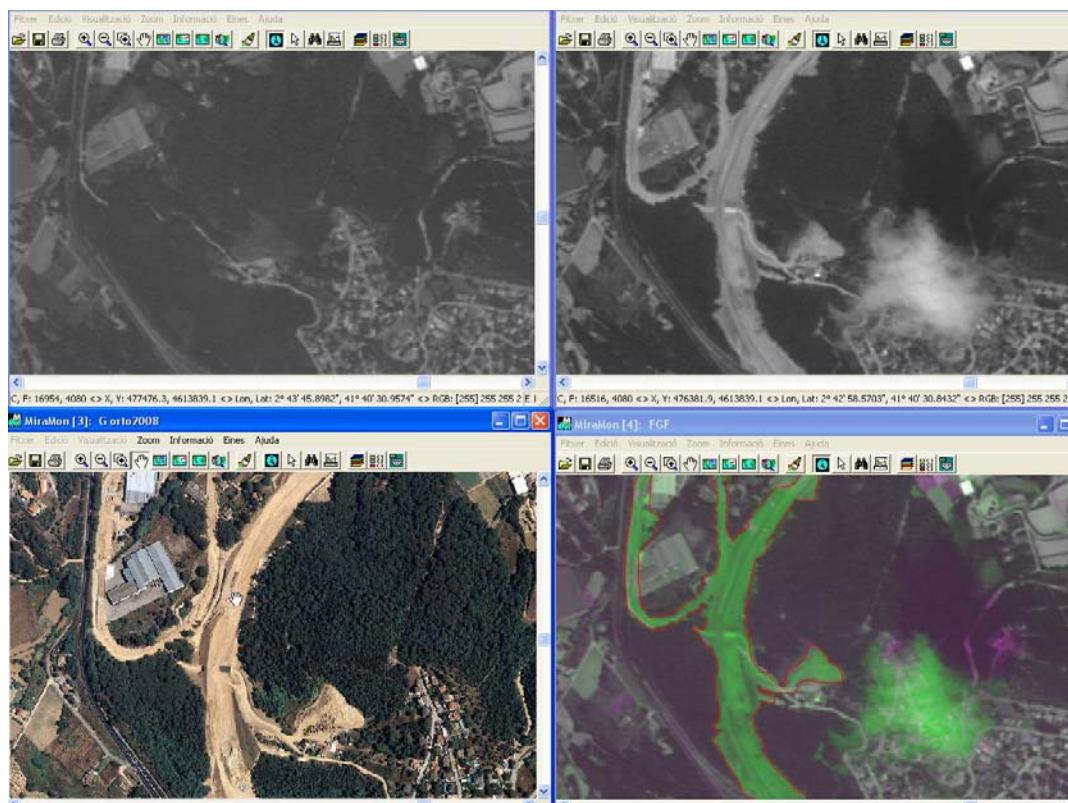 Fitxer Edició Visualització Zoom Informació Eines Ajuda
Fitxer Edició Visualització Zoom Informació Eines Ajuda
C, F: 16954, 4080 <> X, Y: 477476.3, 4613839.1 <> Lon, Lat: 2° 43' 45.8982", 41° 40' 30.9574" <> RGB: [255] 255 255 2
C, F: 16516, 4080 <> X, Y: 476381.9, 4613839.1 <> Lon, Lat: 2° 42' 58.5703", 41° 40' 30.8432" <> RGB: [255] 255 255 2
MiraMon [3]: Gorto2008
MiraMon [4]: FGF
Fitxer Edició Visualització Zoom Informació Eines Ajuda
Fitxer Edició Visualització Zoom Informació Eines Ajuda